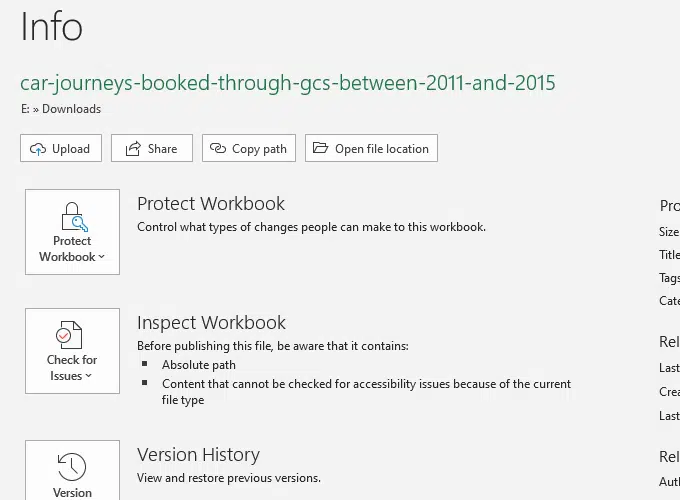 Info
car-journeys-booked-through-gcs-between-2011-and-2015
E: » Downloads
Upload
Share
Copy path
Open file location
Protect Workbook
Protect Workbook
Control what types of changes people can make to this workbook.
Check for Issues
Inspect Workbook
Before publishing this file, be aware that it contains:
Absolute path
Content that cannot be checked for accessibility issues because of the current
file type
Version
Version History
View and restore previous versions.
Pro
Size
Title
Tags
Cate
Rel
Last
Crea
Last
Rel
Auth